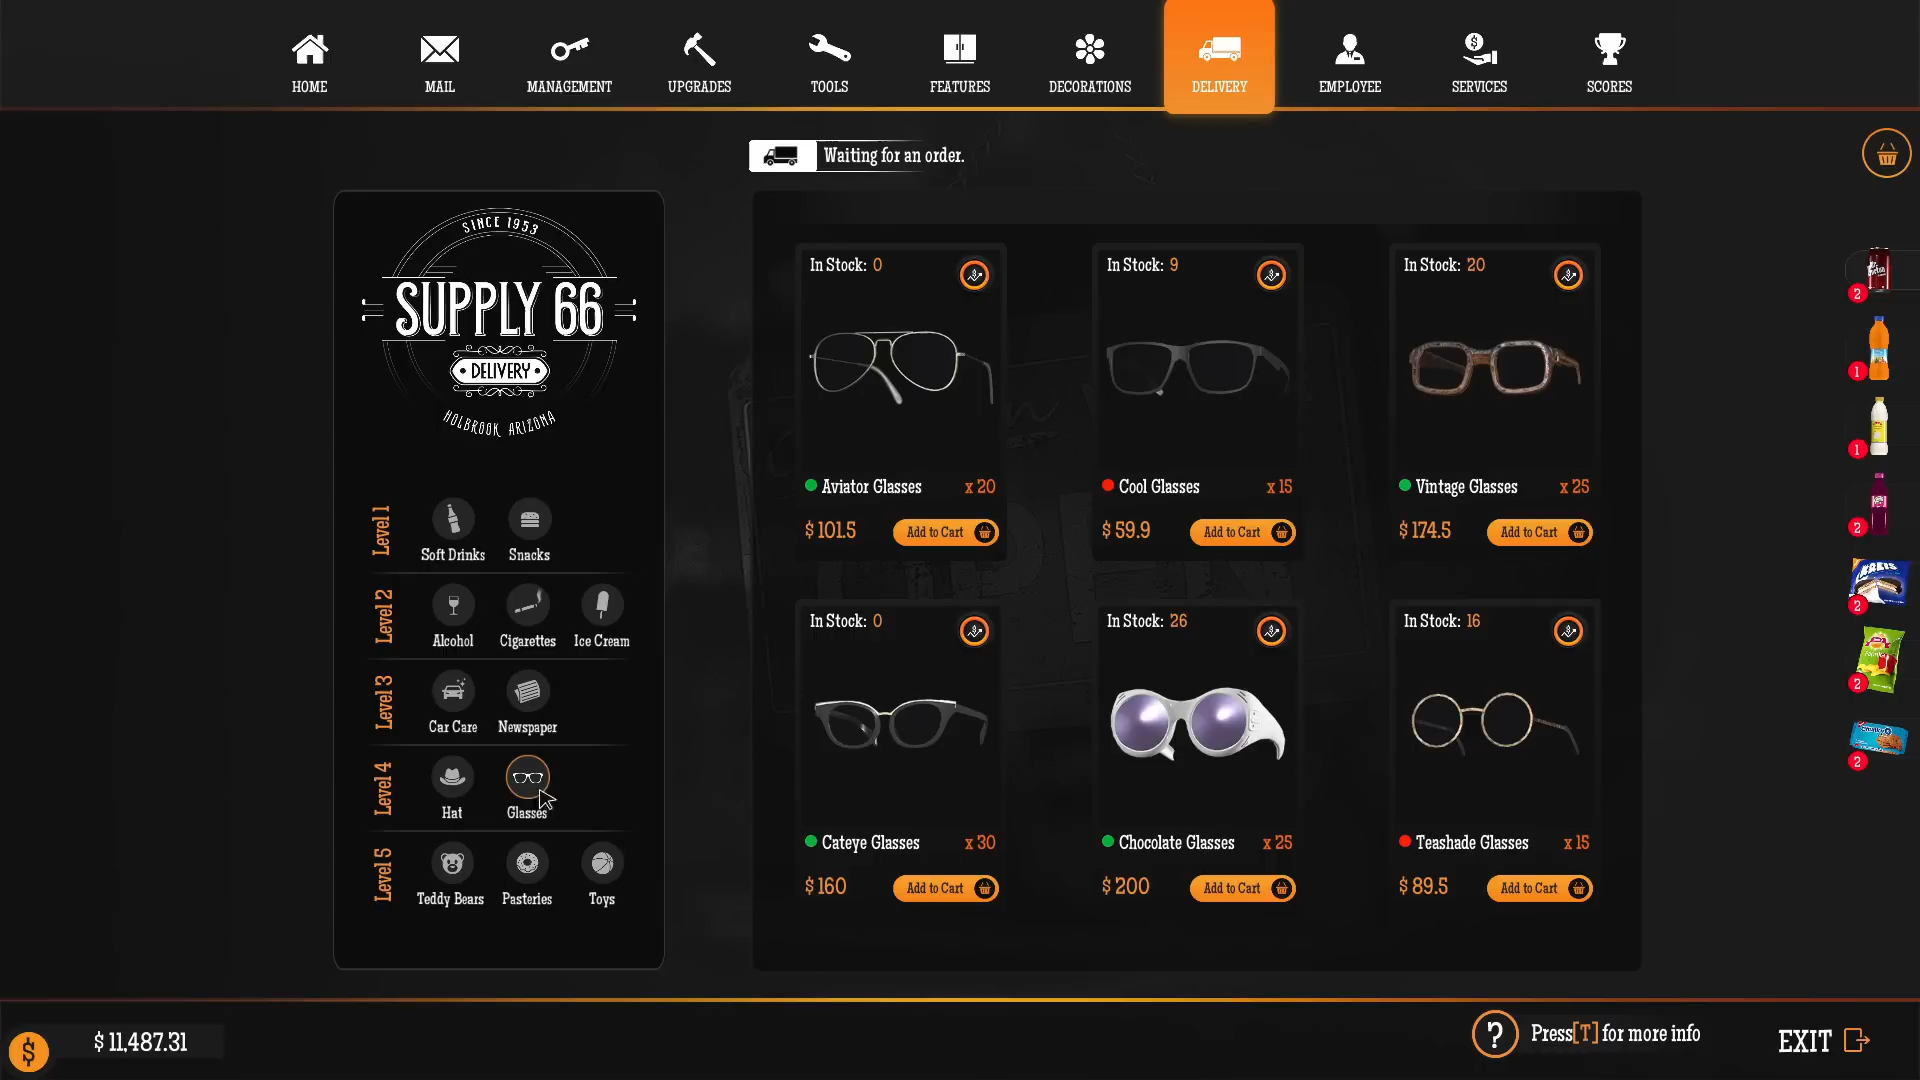 HOME
MAIL
MANAGEMENT
UPGRADES
TOOLS
FEATURES
DECORATIONS
DELIVERY
EMPLOYEE
SERVICES
SCORES
Waiting for an order.
SINCE 1953
SUPPLY 66
DELIVERY
HOLBROOK, ARIZONA
Level 1
Soft Drinks
Snacks
Level 2
Alcohol
Cigarettes
Ice Cream
Level 3
Car Care
Newspaper
Level 4
Hat
Glasses
Level 5
Teddy Bears
Pasteries
Toys
In Stock: 0
Aviator Glasses x 20
$ 101.5 Add to Cart
In Stock: 9
Cool Glasses x 15
$ 59.9 Add to Cart
In Stock: 20
Vintage Glasses x 25
$ 174.5 Add to Cart
In Stock: 0
Cateye Glasses x 30
$ 160 Add to Cart
In Stock: 26
Chocolate Glasses x 25
$ 200 Add to Cart
In Stock: 16
Teashade Glasses x 15
$ 89.5 Add to Cart
2
1
1
2
2
2
2
$ $ 11,487.31
? Press[T] for more info
EXIT